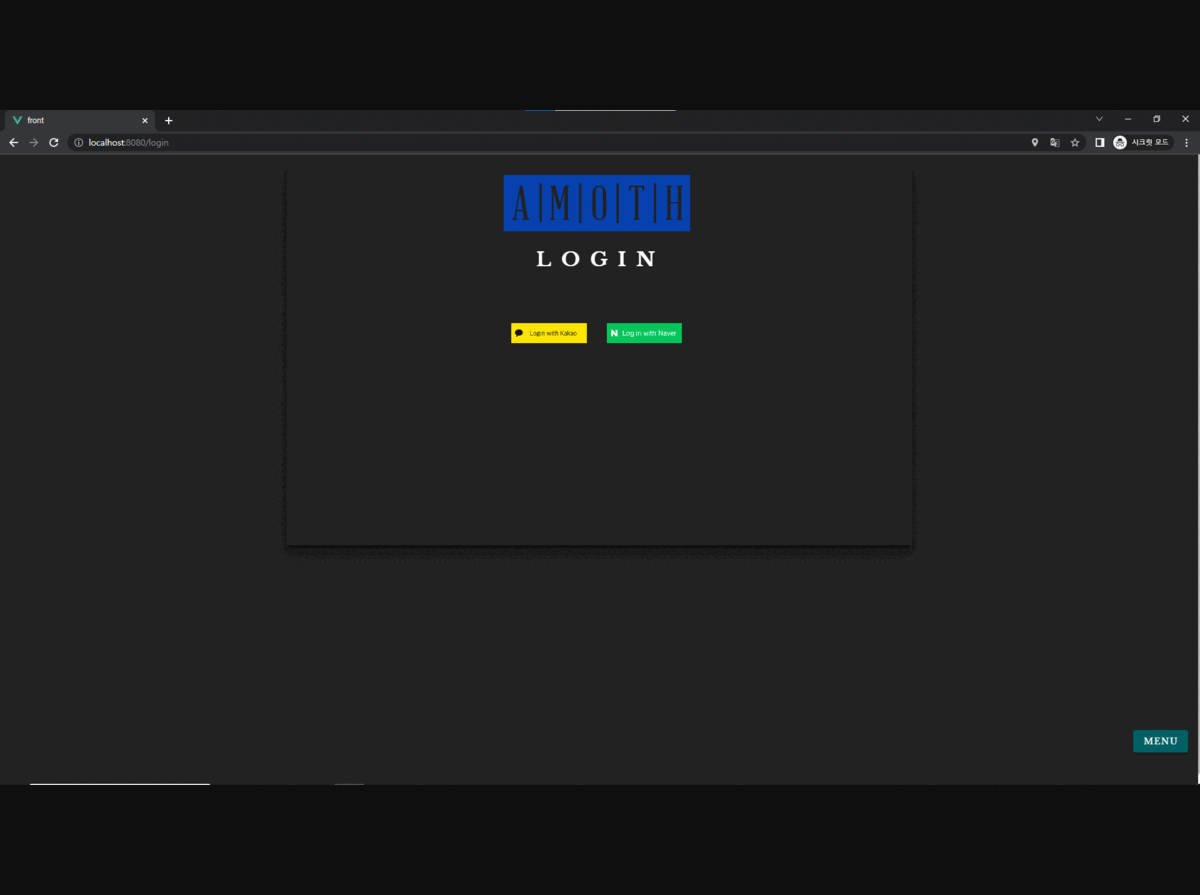 front
localhost:8080/login
시크릿 모드
A|M|O|T|H
LOGIN
Login with Kakao
N Log in with Naver
MENU